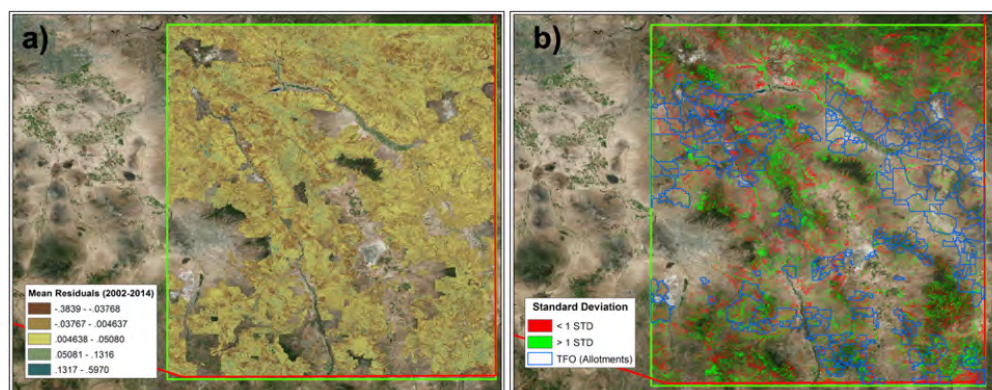 a)
Mean Residuals (2002-2014)
-.3839 - -.03768
-.03767 - .004637
.004638 - .05080
.05081 - .1316
.1317 - .5970
b)
Standard Deviation
< 1 STD
> 1 STD
TFO (Allotments)